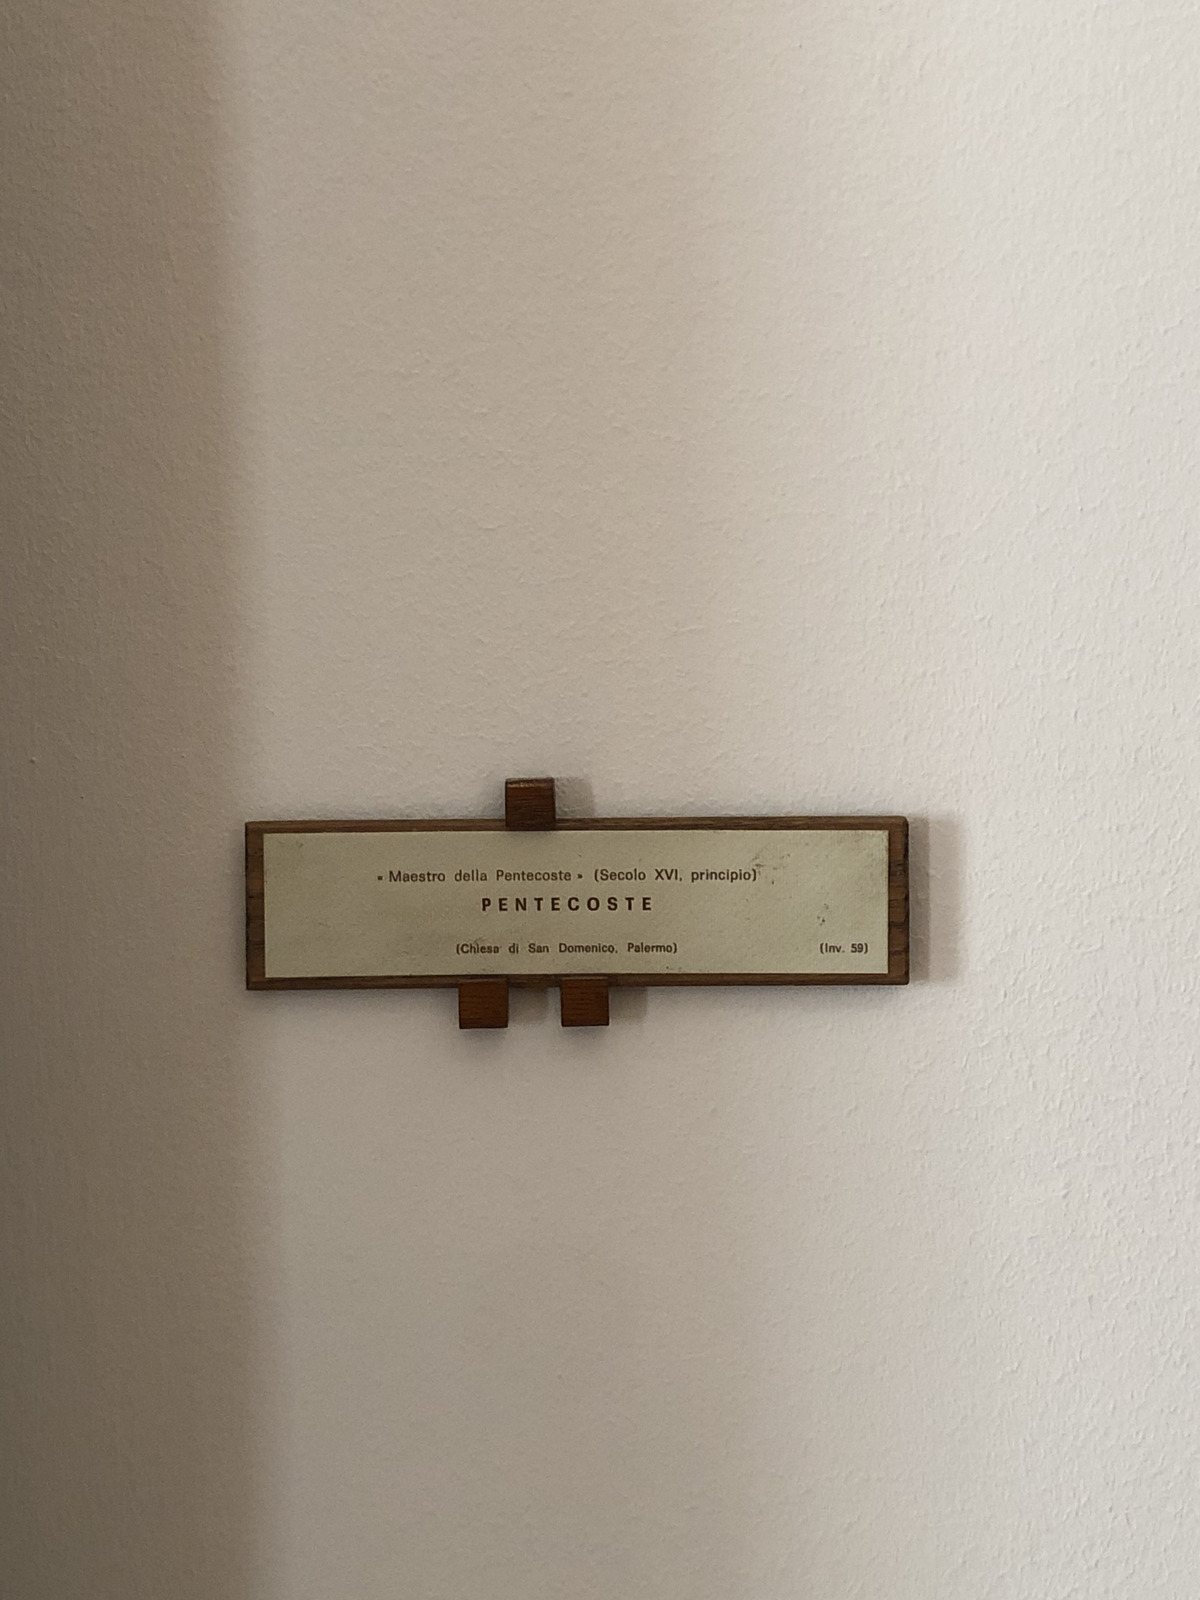 « Maestro della Pentecoste » (Secolo XVI, principio)
PENTECOSTE
(Chiesa di San Domenico, Palermo) (Inv. 59)